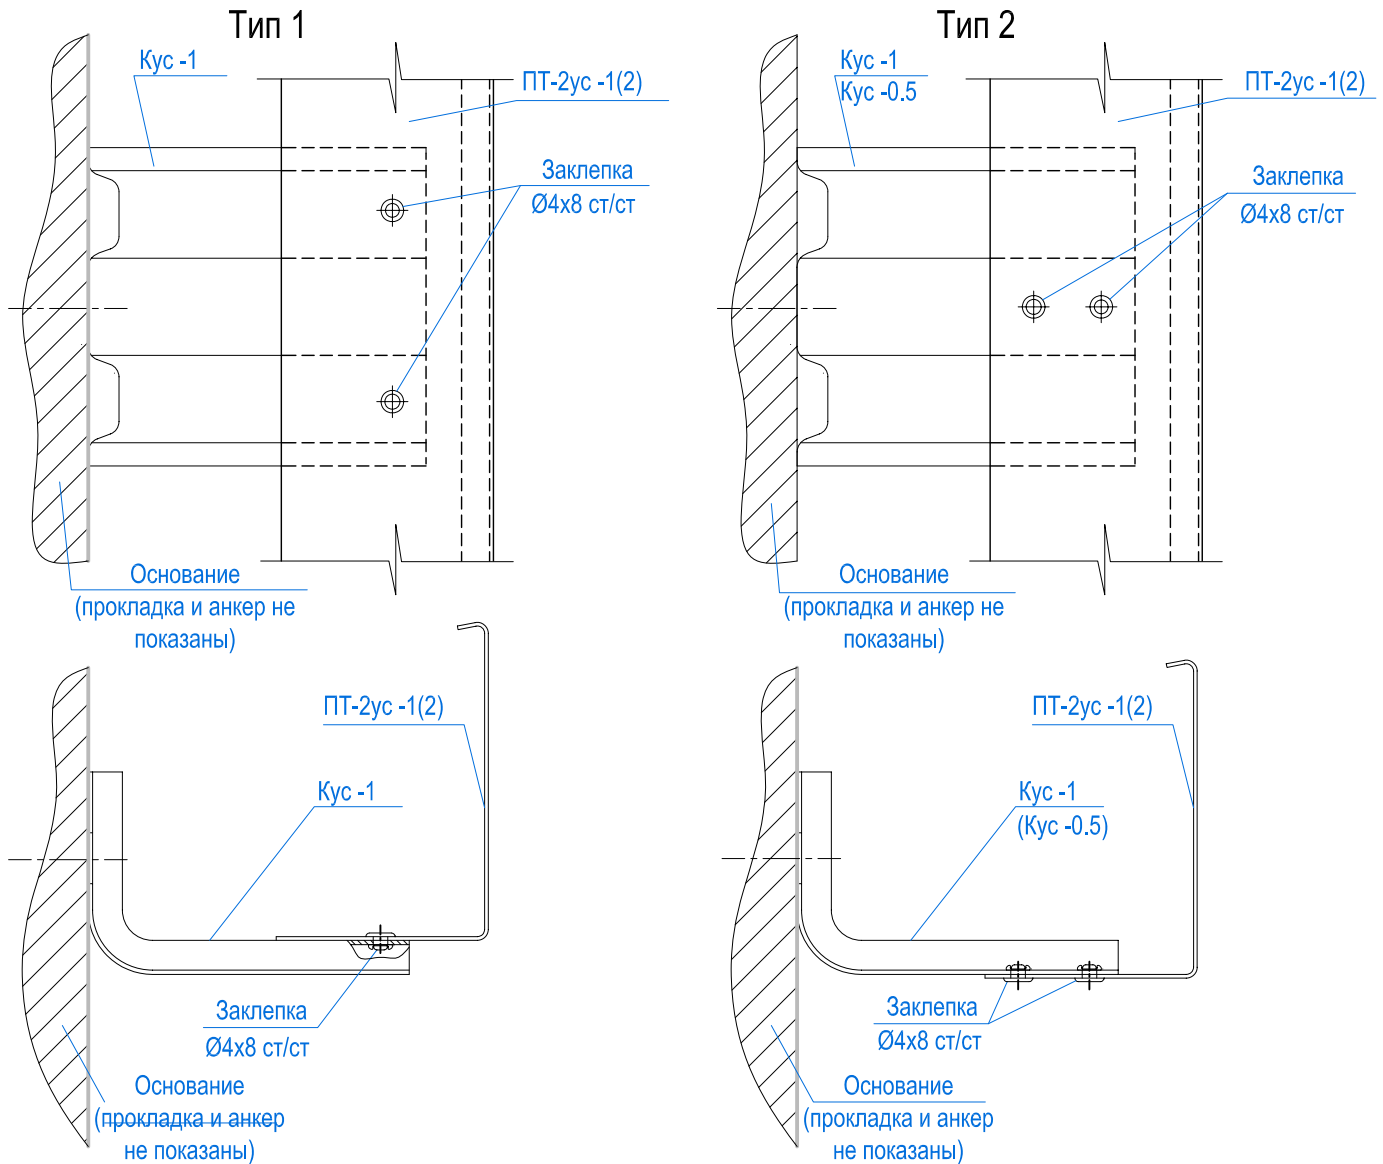 Тип 1
Кус -1
ПТ-2ус -1(2)
Заклепка
Ø4х8 ст/ст
Основание
(прокладка и анкер не
показаны)
Тип 2
Кус -1
Кус -0.5
ПТ-2ус -1(2)
Заклепка
Ø4х8 ст/ст
Основание
(прокладка и анкер не
показаны)
ПТ-2ус -1(2)
Кус -1
Заклепка
Ø4х8 ст/ст
Основание
(прокладка и анкер
не показаны)
ПТ-2ус -1(2)
Кус -1
(Кус -0.5)
Заклепка
Ø4х8 ст/ст
Основание
(прокладка и анкер
не показаны)